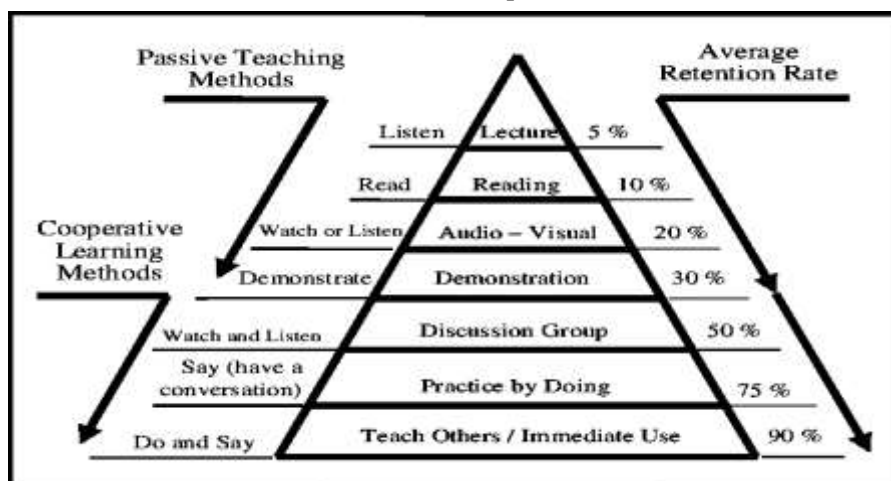 Passive Teaching
Methods
Average
Retention Rate
Listen Lecture 5 %
Read Reading 10 %
Watch or Listen Audio – Visual 20 %
Cooperative
Learning
Methods
Demonstrate Demonstration 30 %
Watch and Listen Discussion Group 50 %
Say (have a
conversation) Practice by Doing 75 %
Do and Say Teach Others / Immediate Use 90 %